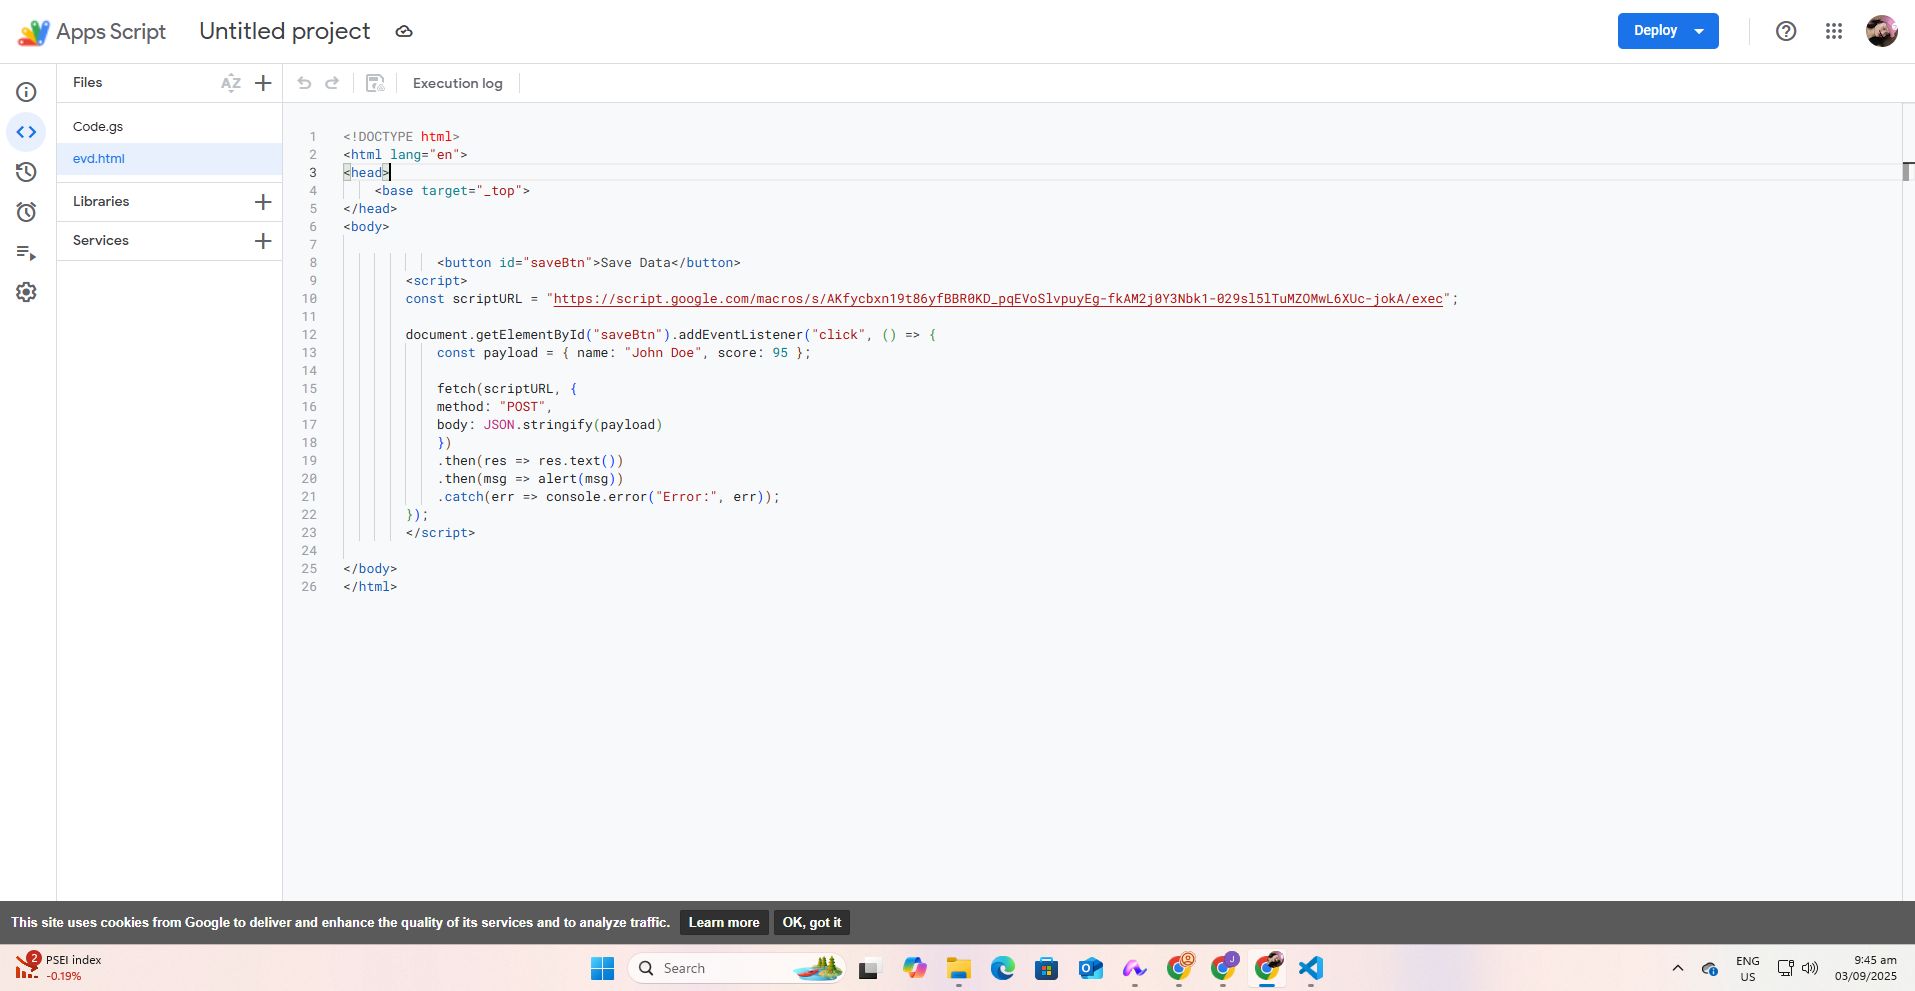 Apps Script
Untitled project
Deploy
Files
AZ
Execution log
Code.gs
evd.html
Libraries
Services
1 <!DOCTYPE html>
2 <html lang="en">
3 <head>
4 <base target="_top">
5 </head>
6 <body>
7
8 <button id="saveBtn">Save Data</button>
9 <script>
10 const scriptURL = "https://script.google.com/macros/s/AKfycbxn19t86yfBBR0KD_pqEVoSlvpuyEg-fkAM2j0Y3Nbk1-029sl5lTuMZOMwL6XUc-jokA/exec";
11
12 document.getElementById("saveBtn").addEventListener("click", () => {
13 const payload = { name: "John Doe", score: 95 };
14
15 fetch(scriptURL, {
16 method: "POST",
17 body: JSON.stringify(payload)
18 })
19 .then(res => res.text())
20 .then(msg => alert(msg))
21 .catch(err => console.error("Error:", err));
22 });
23 </script>
24
25 </body>
26 </html>
This site uses cookies from Google to deliver and enhance the quality of its services and to analyze traffic.
Learn more
OK, got it
2
PSEI index
-0.19%
Search
J
ENG
US
9:45 am
03/09/2025